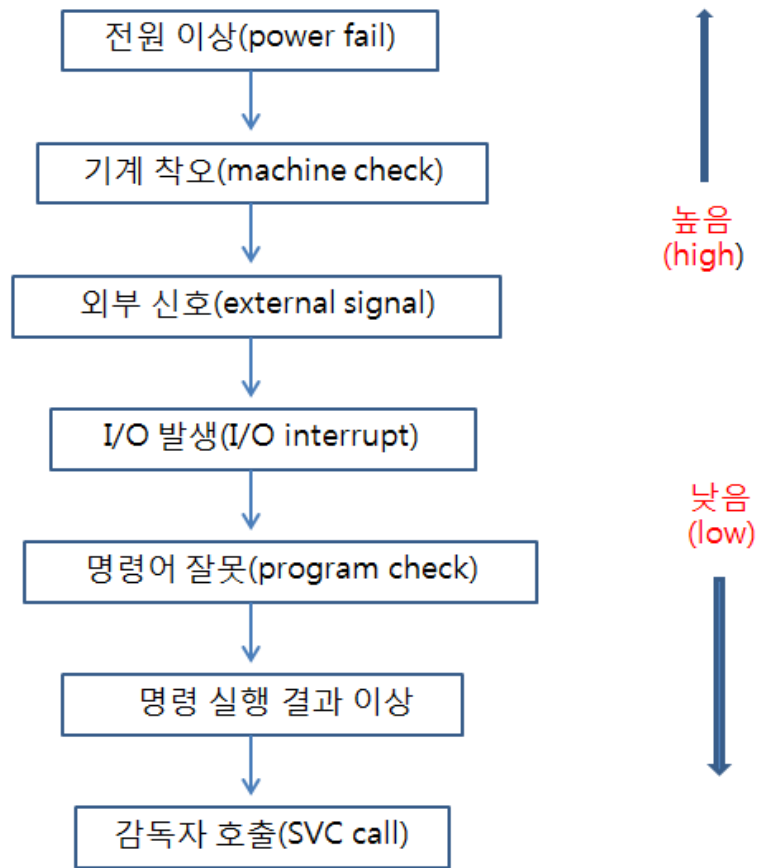 전원 이상(power fail)
기계 착오(machine check)
높음
(high)
외부 신호(external signal)
I/O 발생(I/O interrupt)
낮음
(low)
명령어 잘못(program check)
명령 실행 결과 이상
감독자 호출(SVC call)